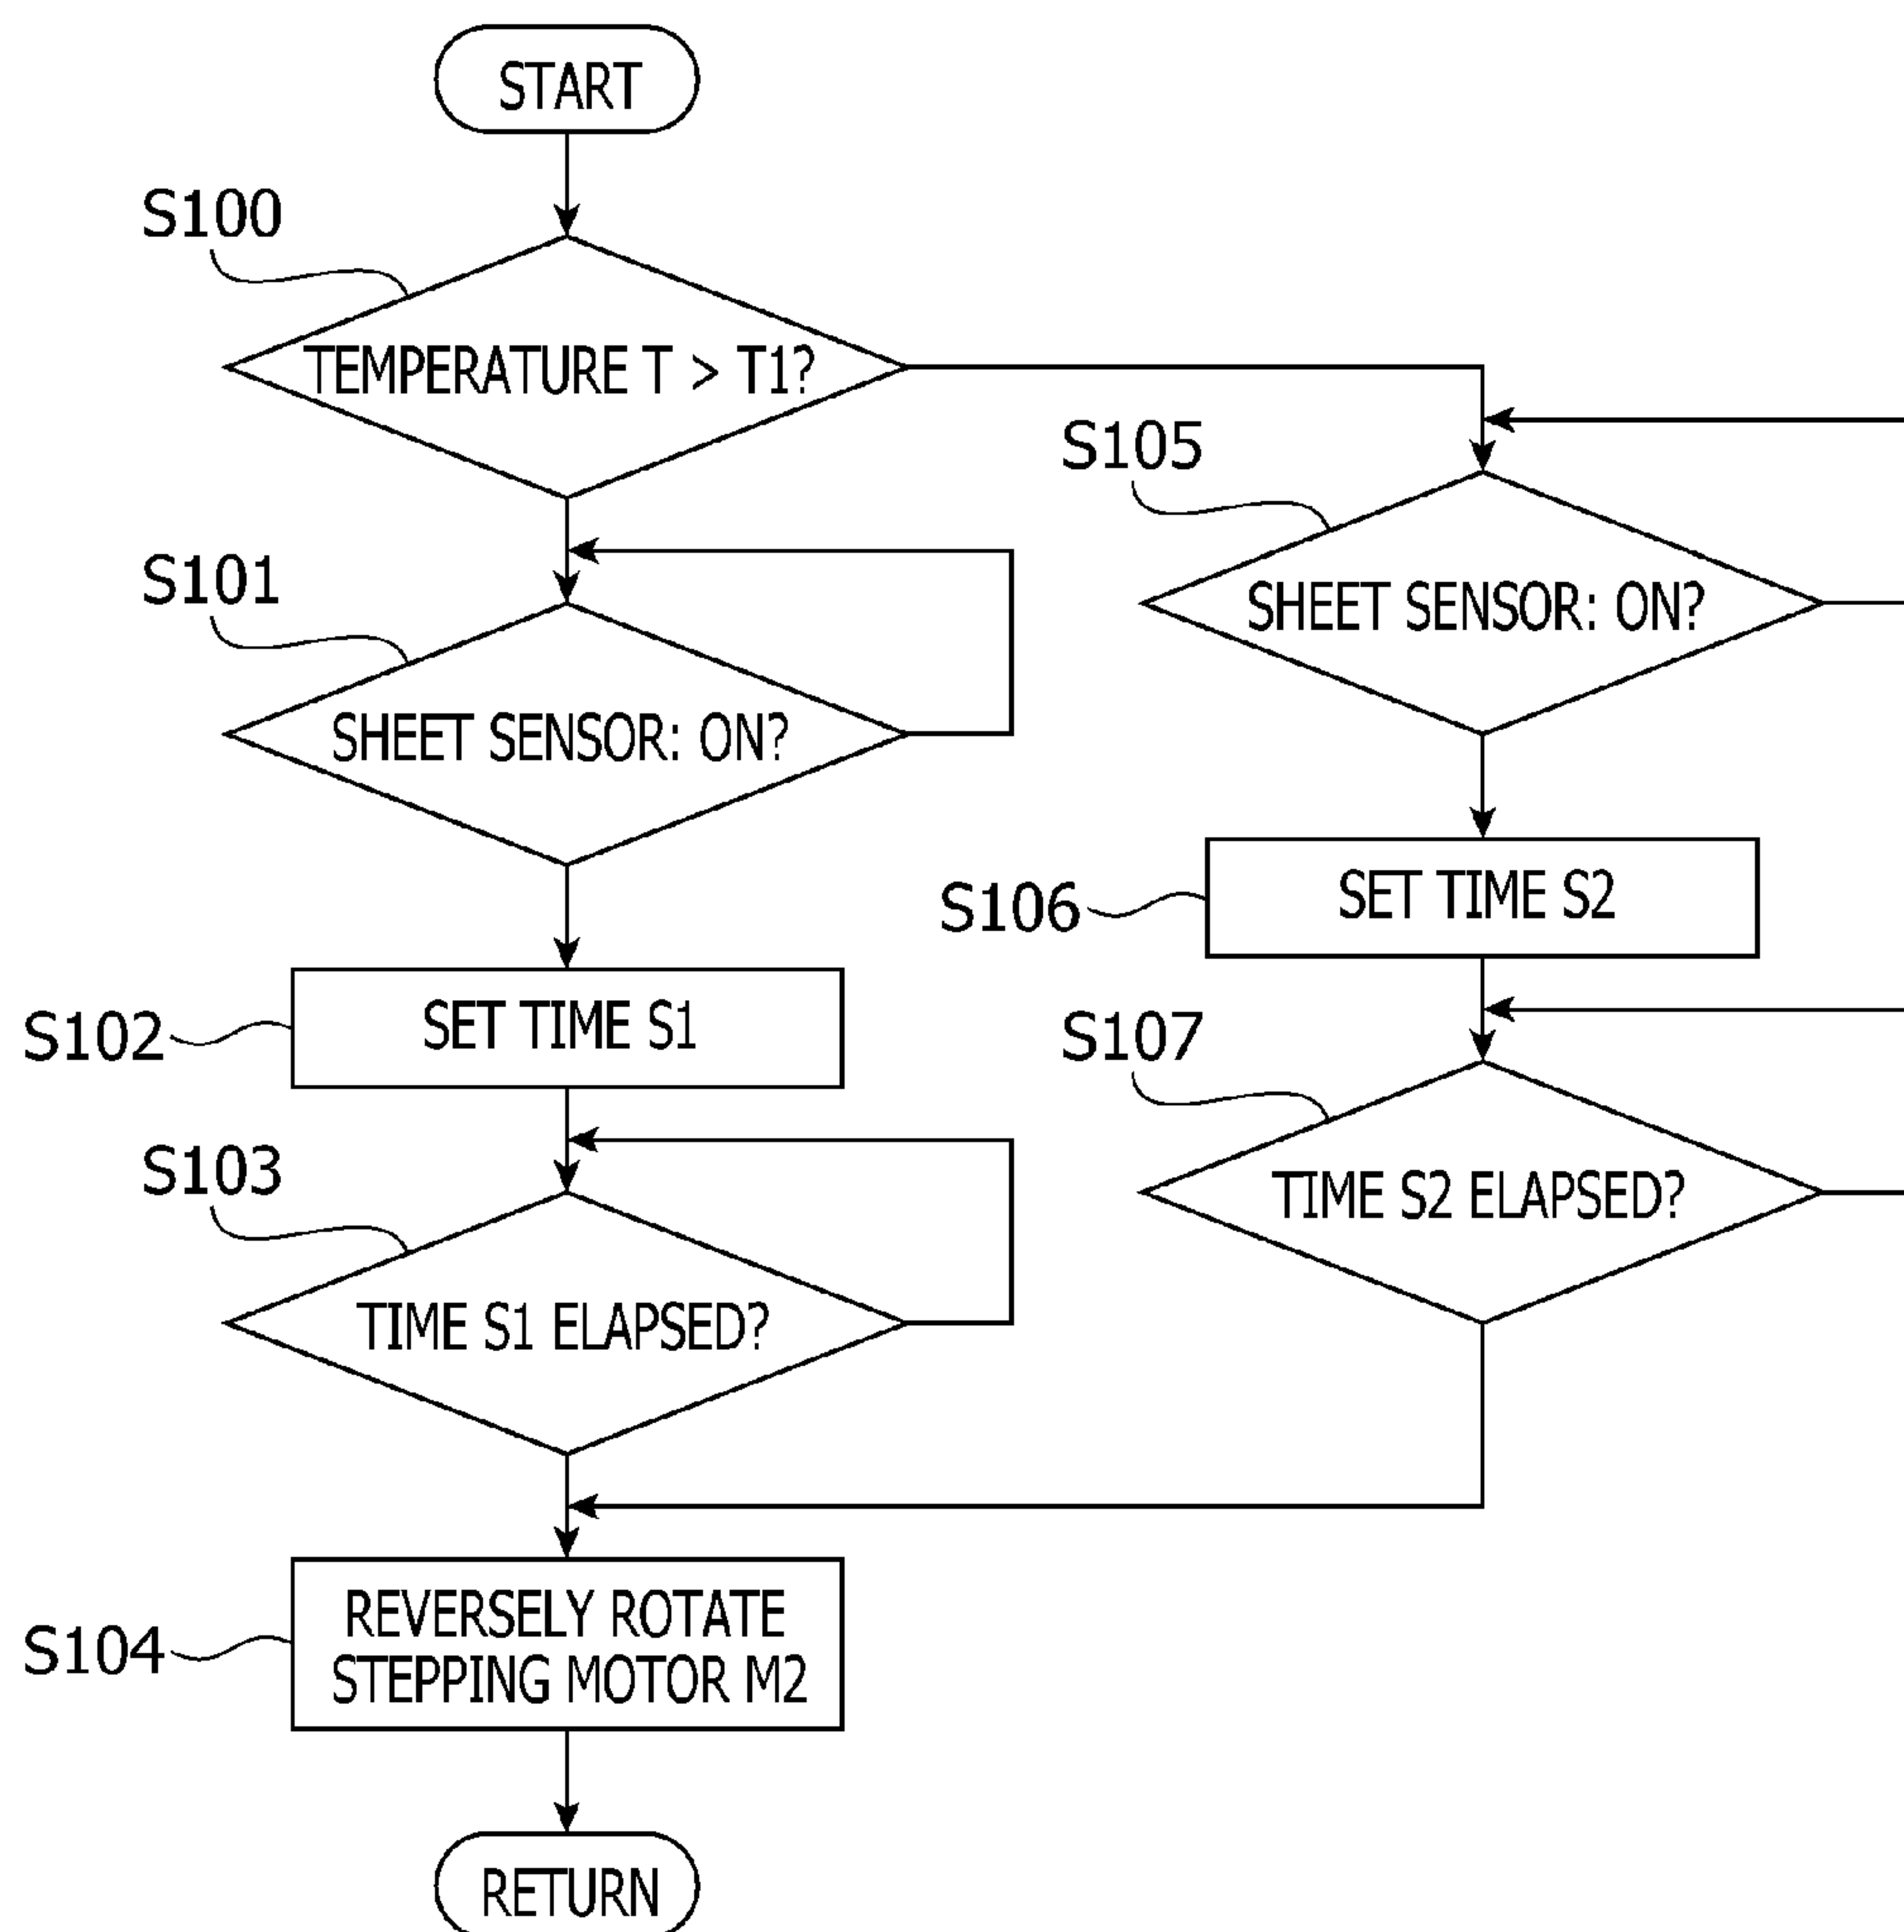 START
S100
TEMPERATURE T > T1?
S101
SHEET SENSOR: ON?
S102
SET TIME S1
S103
TIME S1 ELAPSED?
S104
REVERSELY ROTATE
STEPPING MOTOR M2
RETURN
S105
SHEET SENSOR: ON?
S106
SET TIME S2
S107
TIME S2 ELAPSED?